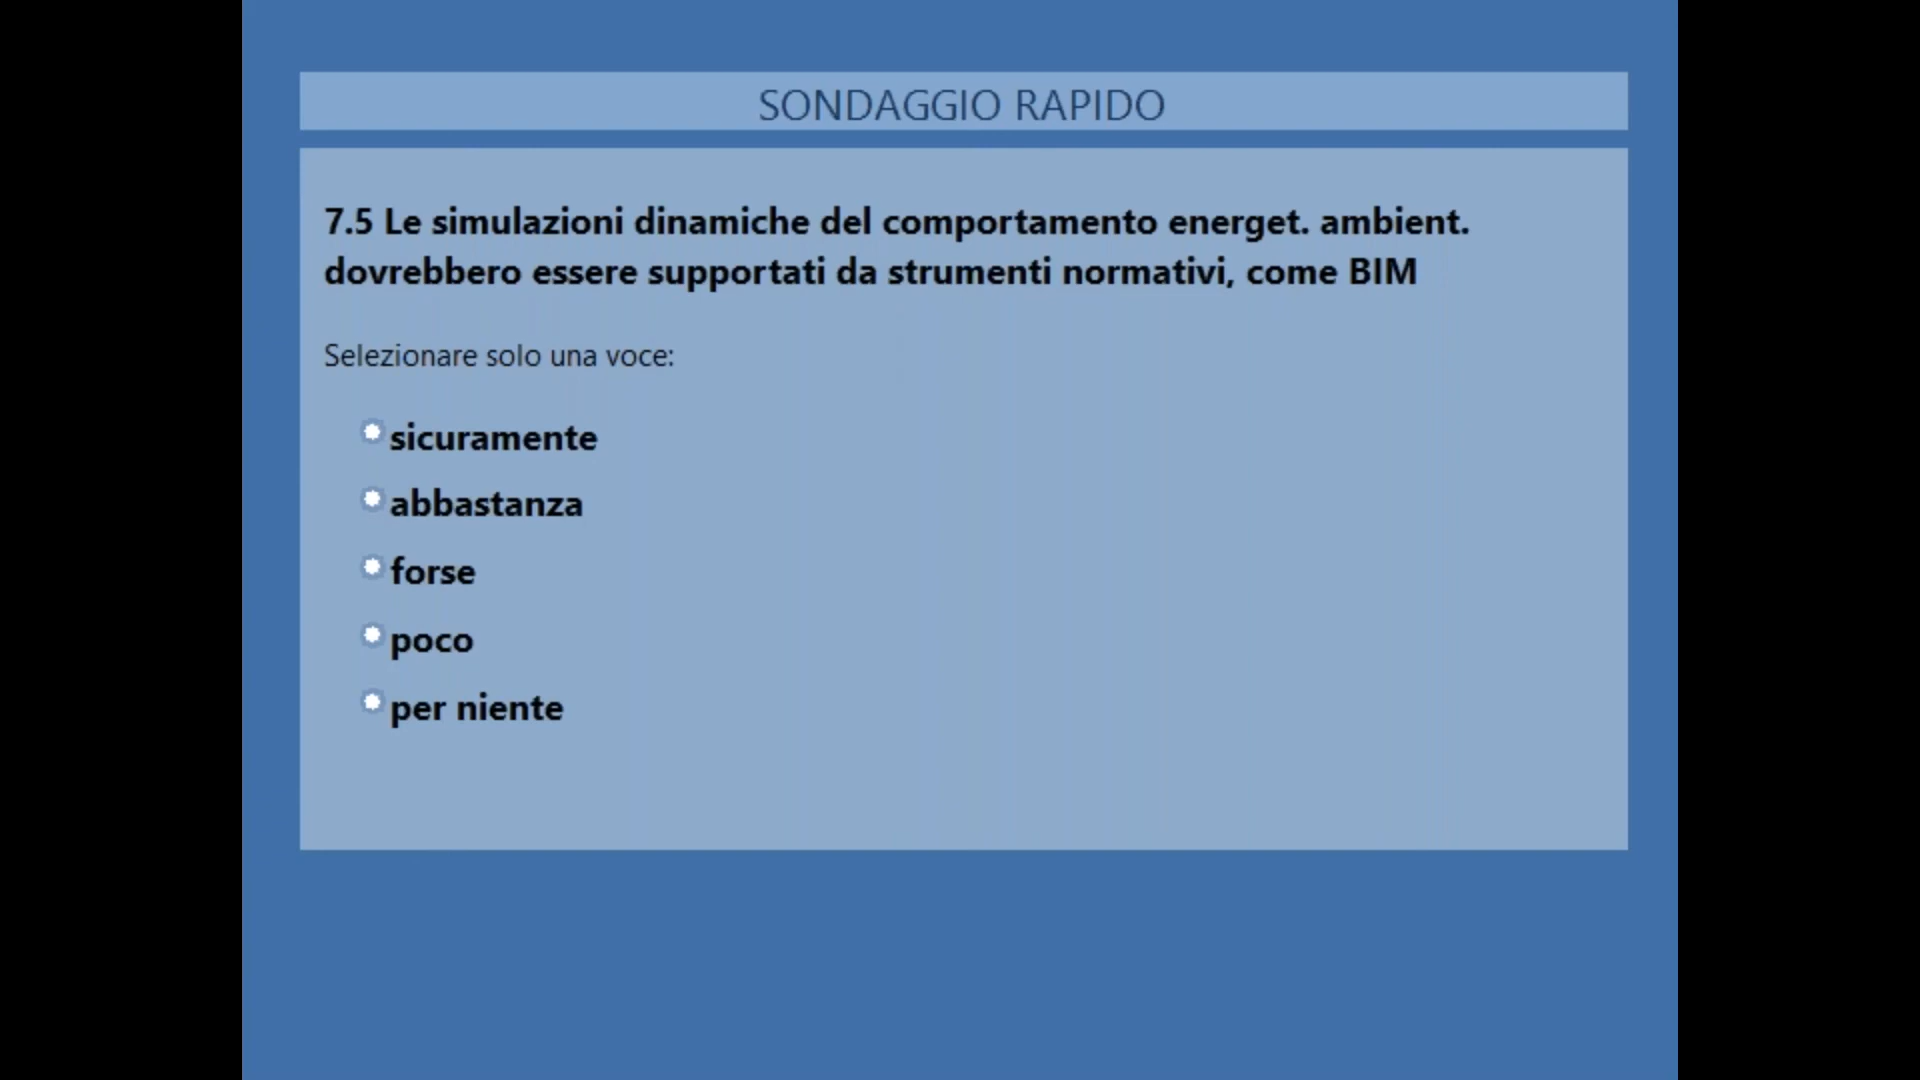 SONDAGGIO RAPIDO
7.5 Le simulazioni dinamiche del comportamento energet. ambient.
dovrebbero essere supportati da strumenti normativi, come BIM
Selezionare solo una voce:
sicuramente
abbastanza
forse
poco
per niente